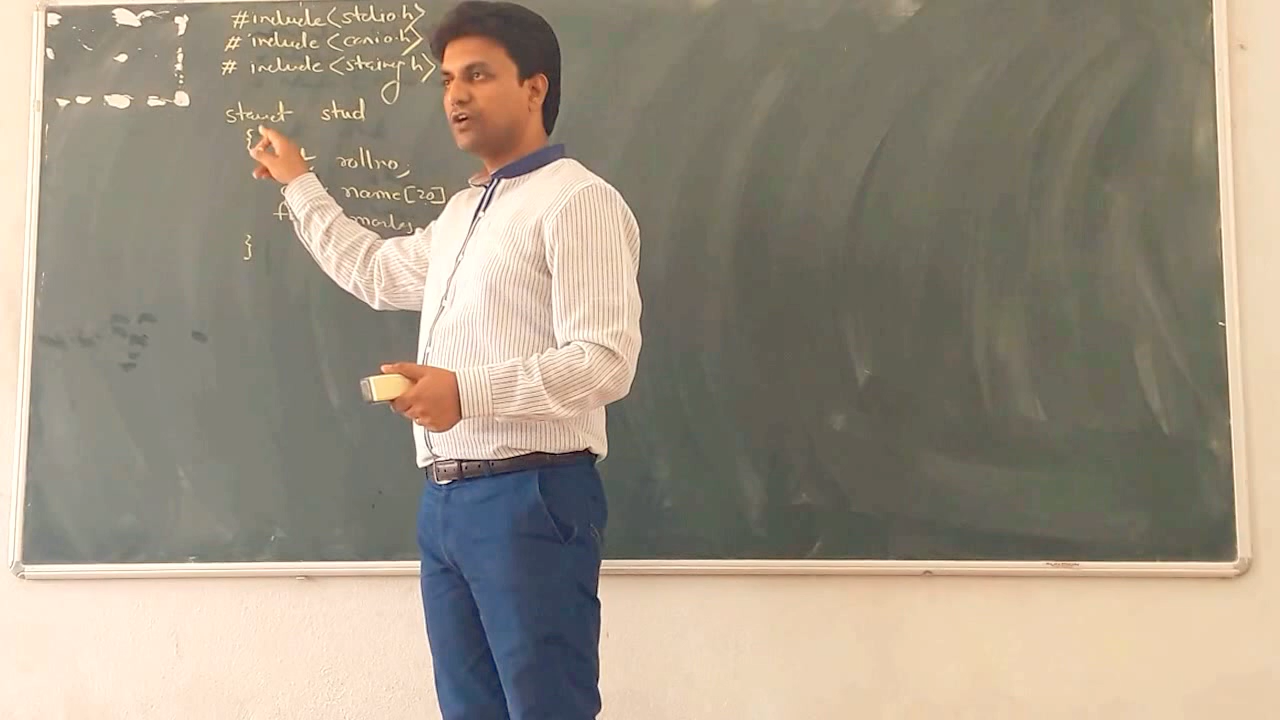 #include<stdio.h>
#include<conio.h>
#include<string.h>
struct stud
{
rollno;
name[20]
marks
}